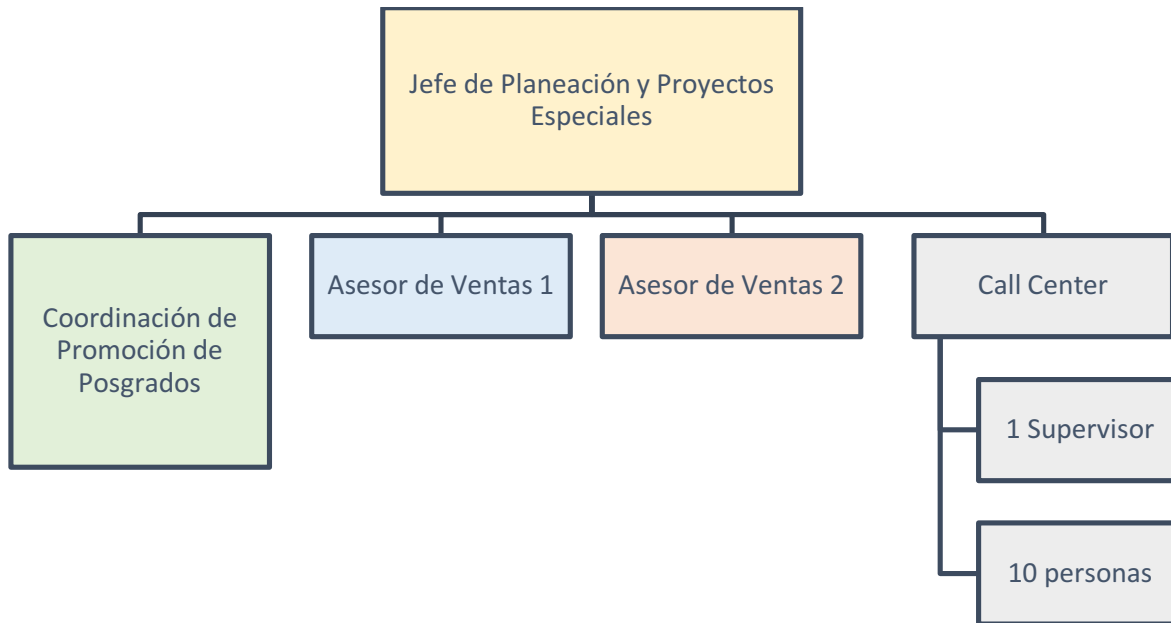 Jefe de Planeación y Proyectos
Especiales
Coordinación de
Promoción de
Posgrados
Asesor de Ventas 1
Asesor de Ventas 2
Call Center
1 Supervisor
10 personas